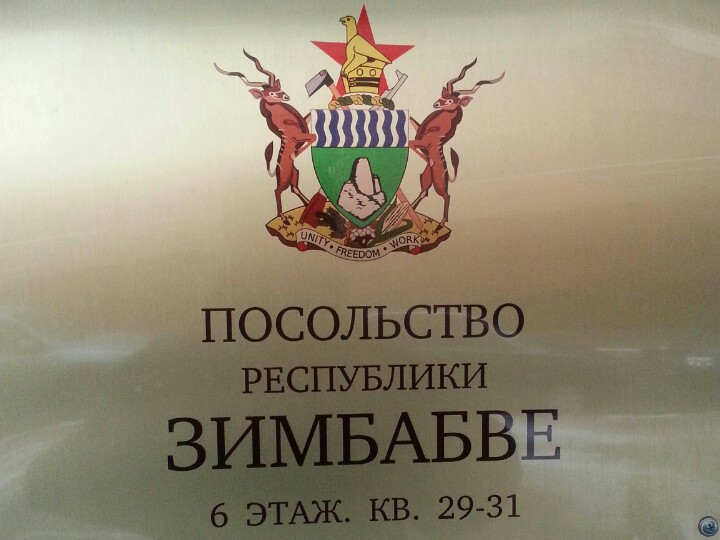 UNITY • FREEDOM • WORK
ПОСОЛЬСТВО
РЕСПУБЛИКИ
ЗИМБАБВЕ
6 ЭТАЖ. КВ. 29-31